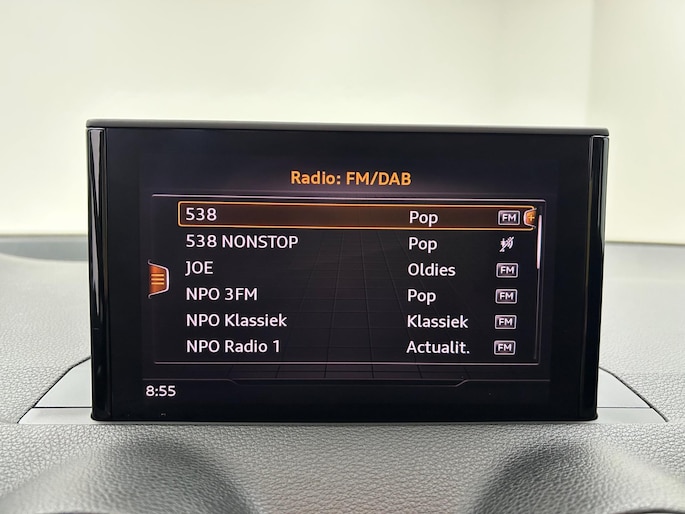 Radio: FM/DAB
538 Pop FM
538 NONSTOP Pop
JOE Oldies FM
NPO 3FM Pop FM
NPO Klassiek Klassiek FM
NPO Radio 1 Actualit. FM
8:55